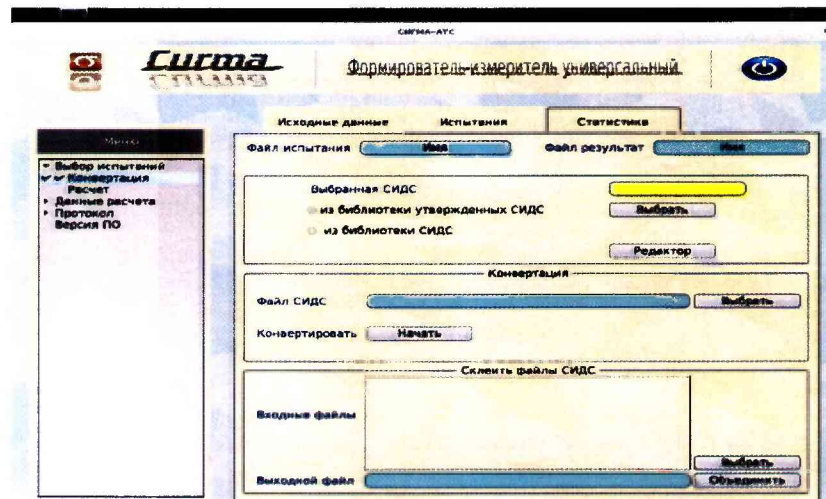 СИГМА-АТС
Сигма
Формирователь-измеритель универсальный
Исходные данные Испытания Статистика
Меню
Файл испытания Имя Файл результат Имя
Выбор испытаний
Конвертация
Расчет
Данные расчета
Протокол
Версия ПО
Выбранная СИДС
из библиотеки утвержденных СИДС Выбрать
из библиотеки СИДС
Редактор
Конвертация
Файл СИДС Выбрать
Конвертировать Начать
Склеить файлы СИДС
Входные файлы
Выбрать
Выходной файл Объединить